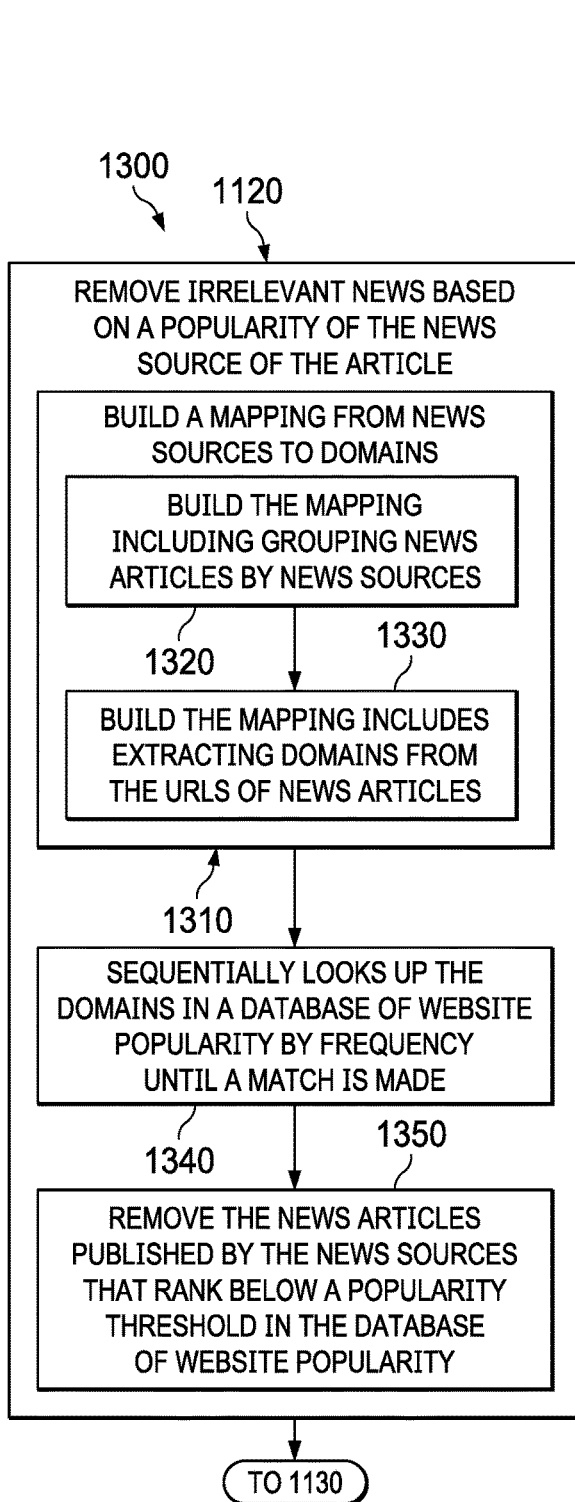 1300
1120
REMOVE IRRELEVANT NEWS BASED
ON A POPULARITY OF THE NEWS
SOURCE OF THE ARTICLE
BUILD A MAPPING FROM NEWS
SOURCES TO DOMAINS
BUILD THE MAPPING
INCLUDING GROUPING NEWS
ARTICLES BY NEWS SOURCES
1320
1330
BUILD THE MAPPING INCLUDES
EXTRACTING DOMAINS FROM
THE URLS OF NEWS ARTICLES
1310
SEQUENTIALLY LOOKS UP THE
DOMAINS IN A DATABASE OF WEBSITE
POPULARITY BY FREQUENCY
UNTIL A MATCH IS MADE
1340
1350
REMOVE THE NEWS ARTICLES
PUBLISHED BY THE NEWS SOURCES
THAT RANK BELOW A POPULARITY
THRESHOLD IN THE DATABASE
OF WEBSITE POPULARITY
TO 1130